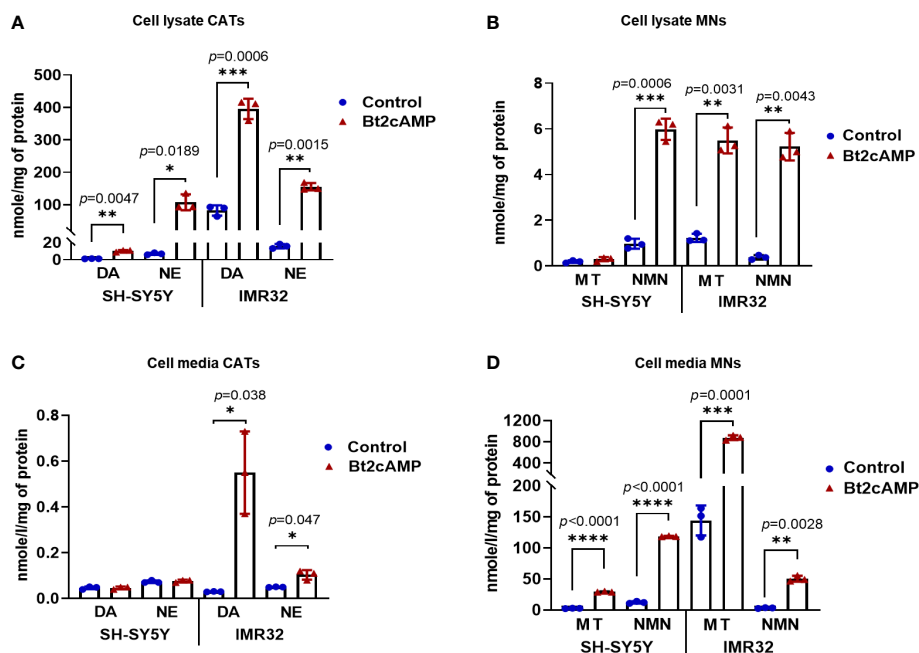 A
Cell lysate CATs
nmole/mg of protein
500
400
300
200
100
20
0
p=0.0047
**
p=0.0189
*
p=0.0006
***
p=0.0015
**
Control
Bt2cAMP
DA NE DA NE
SH-SY5Y IMR32
B
Cell lysate MNs
nmole/mg of protein
8
6
4
2
0
p=0.0006
***
p=0.0031
**
p=0.0043
**
Control
Bt2cAMP
MT NMN MT NMN
SH-SY5Y IMR32
C
Cell media CATs
nmole/l/mg of protein
0.8
0.6
0.4
0.2
0.0
p=0.038
*
p=0.047
*
Control
Bt2cAMP
DA NE DA NE
SH-SY5Y IMR32
D
Cell media MNs
nmole/l/mg of protein
1200
800
400
200
150
100
50
0
p<0.0001
****
p<0.0001
****
p=0.0001
***
p=0.0028
**
Control
Bt2cAMP
MT NMN MT NMN
SH-SY5Y IMR32